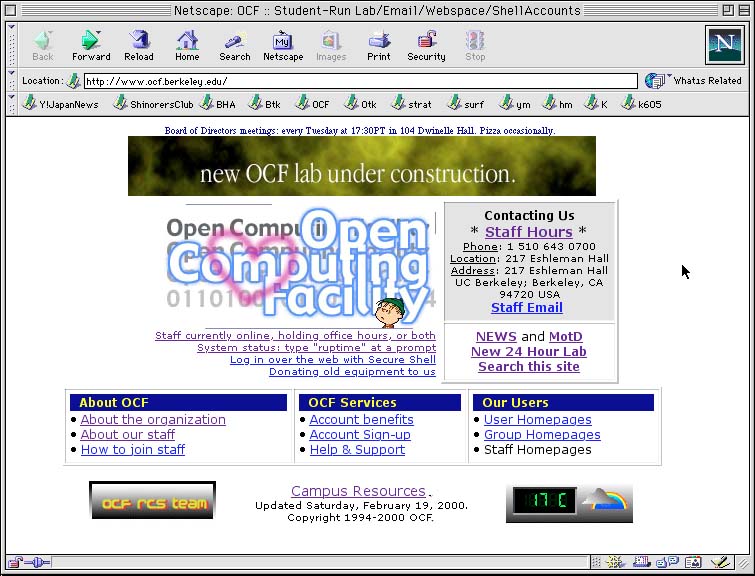 Netscape: OCF :: Student-Run Lab/Email/Webspace/ShellAccounts
Back Forward Reload Home Search Netscape Images Print Security Stop
My
N
Location: http://www.ocf.berkeley.edu/ What's Related
Y!JapanNews ShinorersClub BHA Btk OCF Otk strat surf ym hm K k605
Board of Directors meetings: every Tuesday at 17:30PT in 104 Dwinelle Hall. Pizza occasionally.
new OCF lab under construction.
Open Computing Facility
Contacting Us
* Staff Hours *
Phone: 1 510 643 0700
Location: 217 Eshleman Hall
Address: 217 Eshleman Hall
UC Berkeley; Berkeley, CA
94720 USA
Staff Email
Staff currently online, holding office hours, or both
System status: type "ruptime" at a prompt
Log in over the web with Secure Shell
Donating old equipment to us
NEWS and MotD
New 24 Hour Lab
Search this site
About OCF
• About the organization
• About our staff
• How to join staff
OCF Services
• Account benefits
• Account Sign-up
• Help & Support
Our Users
• User Homepages
• Group Homepages
• Staff Homepages
OCF RCS TEAM
Campus Resources.
Updated Saturday, February 19, 2000.
Copyright 1994-2000 OCF.
17 C